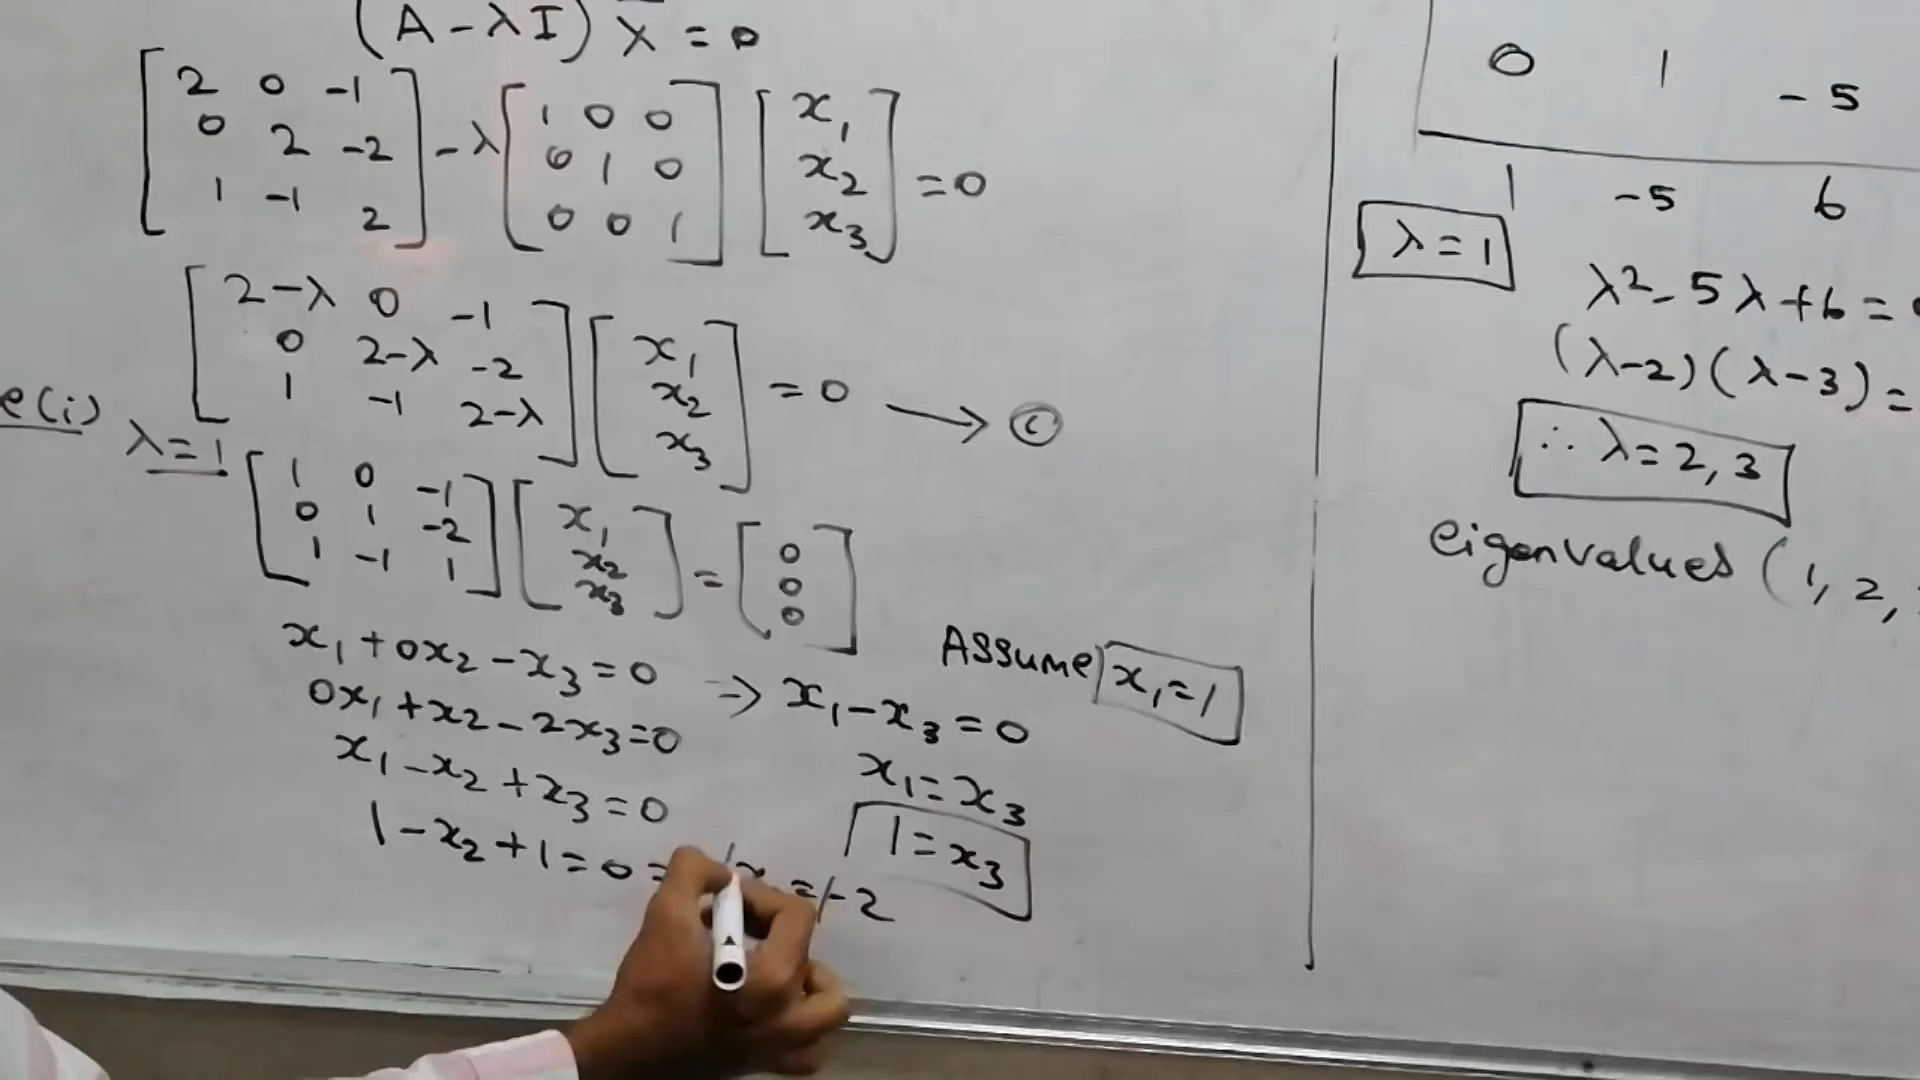 (A - λI) X = 0
[2 0 -1] - λ [1 0 0] [x₁]
[0 2 -2] [0 1 0] [x₂] = 0
[1 -1 2] [0 0 1] [x₃]
[2-λ 0 -1] [x₁]
[0 2-λ -2] [x₂] = 0 → (c)
[1 -1 2-λ] [x₃]
e(i) λ = 1
[1 0 -1] [x₁] [0]
[0 1 -2] [x₂] = [0]
[1 -1 1] [x₃] [0]
x₁ + 0x₂ - x₃ = 0 ⇒ x₁ - x₃ = 0
0x₁ + x₂ - 2x₃ = 0
x₁ - x₂ + x₃ = 0
1 - x₂ + 1 = 0
= -2
Assume x₁ = 1
x₁ = x₃
1 = x₃
0 1 -5
1 -5 6
λ = 1
λ² - 5λ + 6 =
(λ-2)(λ-3) =
∴ λ = 2, 3
eigenvalues (1, 2,